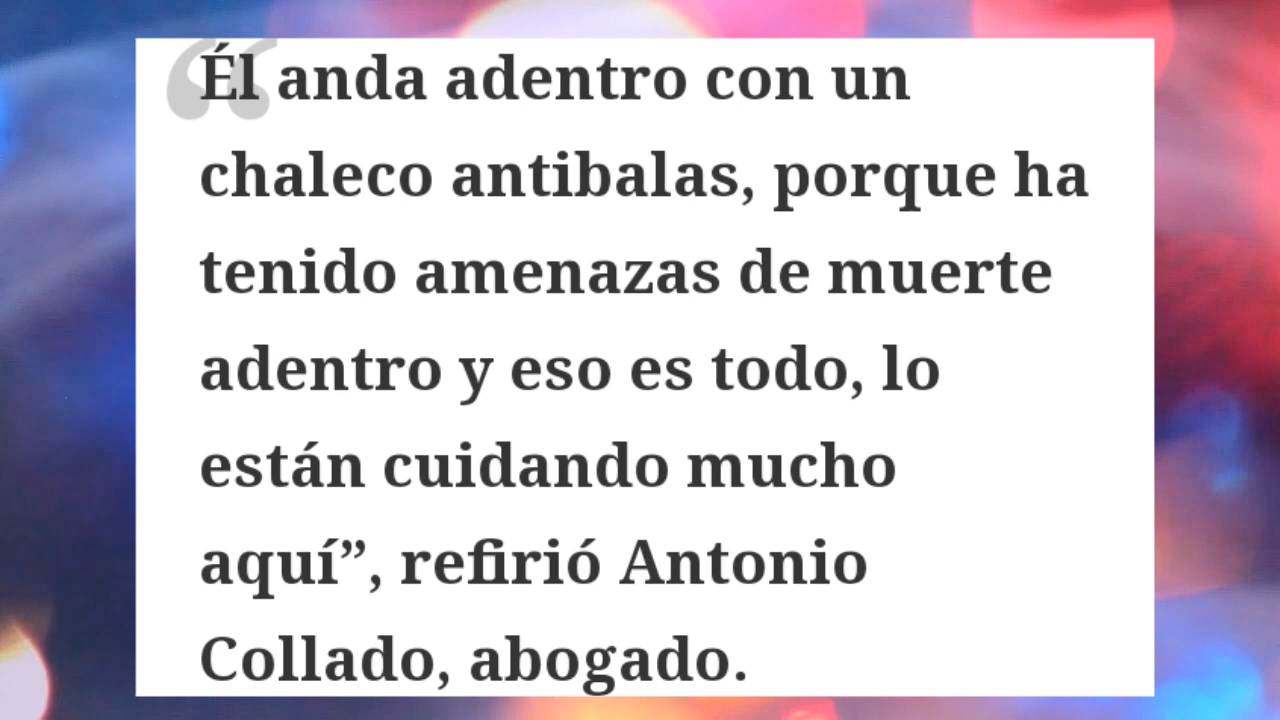 “Él anda adentro con un
chaleco antibalas, porque ha
tenido amenazas de muerte
adentro y eso es todo, lo
están cuidando mucho
aquí”, refirió Antonio
Collado, abogado.